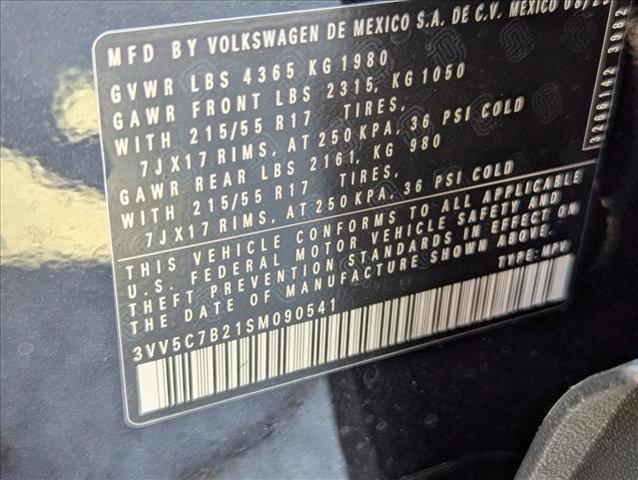 MFD BY VOLKSWAGEN DE MEXICO S.A. DE C.V. MEXICO
GVWR LBS 4365 KG 1980
GAWR FRONT LBS 2315, KG 1050
WITH 215/55 R17 TIRES,
7JX17 RIMS, AT 250 KPA, 36 PSI COLD
GAWR REAR LBS 2161, KG 980
WITH 215/55 R17 TIRES,
7JX17 RIMS, AT 250 KPA, 36 PSI COLD
THIS VEHICLE CONFORMS TO ALL APPLICABLE
U.S. FEDERAL MOTOR VEHICLE SAFETY AND
THEFT PREVENTION STANDARDS IN EFFECT ON
THE DATE OF MANUFACTURE SHOWN ABOVE.
TYPE: MPV
3VV5C7B21SM090541